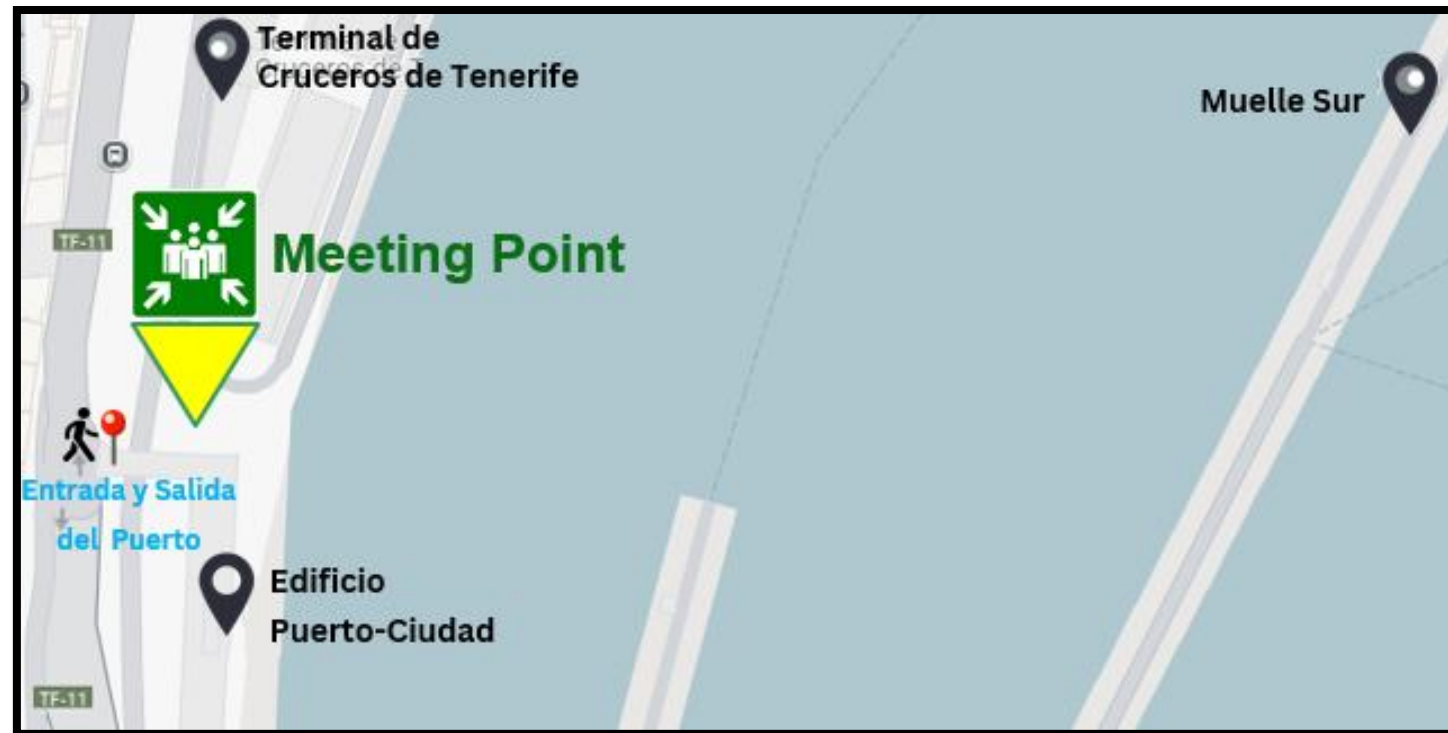 Terminal de
Cruceros de Tenerife
Muelle Sur
TF-11
Meeting Point
Entrada y Salida
del Puerto
Edificio
Puerto-Ciudad
TF-11